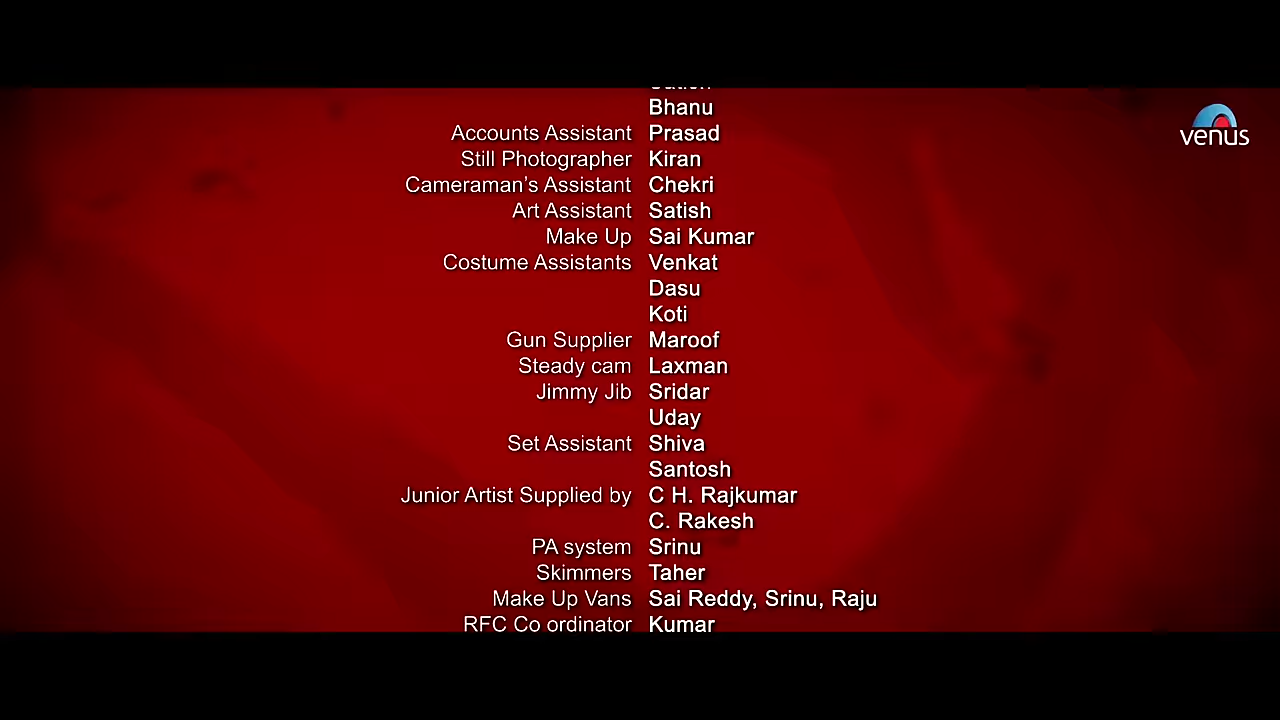 Bhanu
Accounts Assistant Prasad
Still Photographer Kiran
Cameraman's Assistant Chekri
Art Assistant Satish
Make Up Sai Kumar
Costume Assistants Venkat
Dasu
Koti
Gun Supplier Maroof
Steady cam Laxman
Jimmy Jib Sridar
Uday
Set Assistant Shiva
Santosh
Junior Artist Supplied by C H. Rajkumar
C. Rakesh
PA system Srinu
Skimmers Taher
Make Up Vans Sai Reddy, Srinu, Raju
RFC Co ordinator Kumar
venus